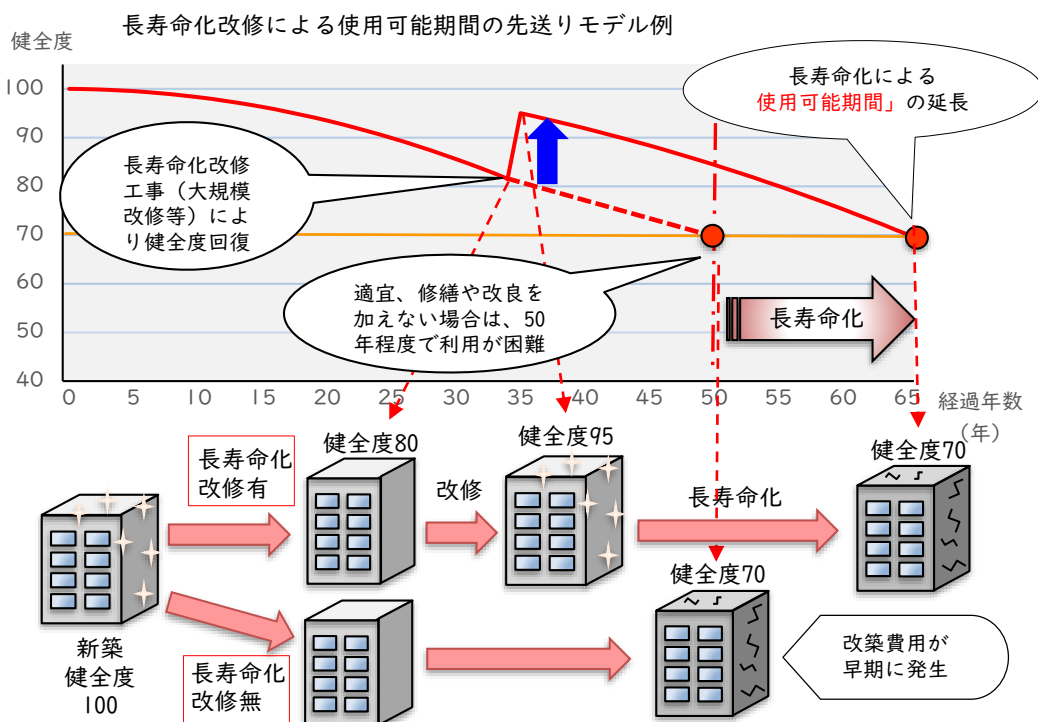 長寿命化改修による使用可能期間の先送りモデル例
健全度
100
90
80
70
60
50
40
長寿命化による
使用可能期間」の延長
長寿命化改修
工事（大規模
改修等）によ
り健全度回復
適宜、修繕や改良を
加えない場合は、50
年程度で利用が困難
長寿命化
0 5 10 15 20 25 30 35 40 45 50 55 60 65
経過年数
（年）
長寿命化
改修有
健全度80
改修
健全度95
長寿命化
健全度70
新築
健全度
100
長寿命化
改修無
健全度70
改築費用が
早期に発生